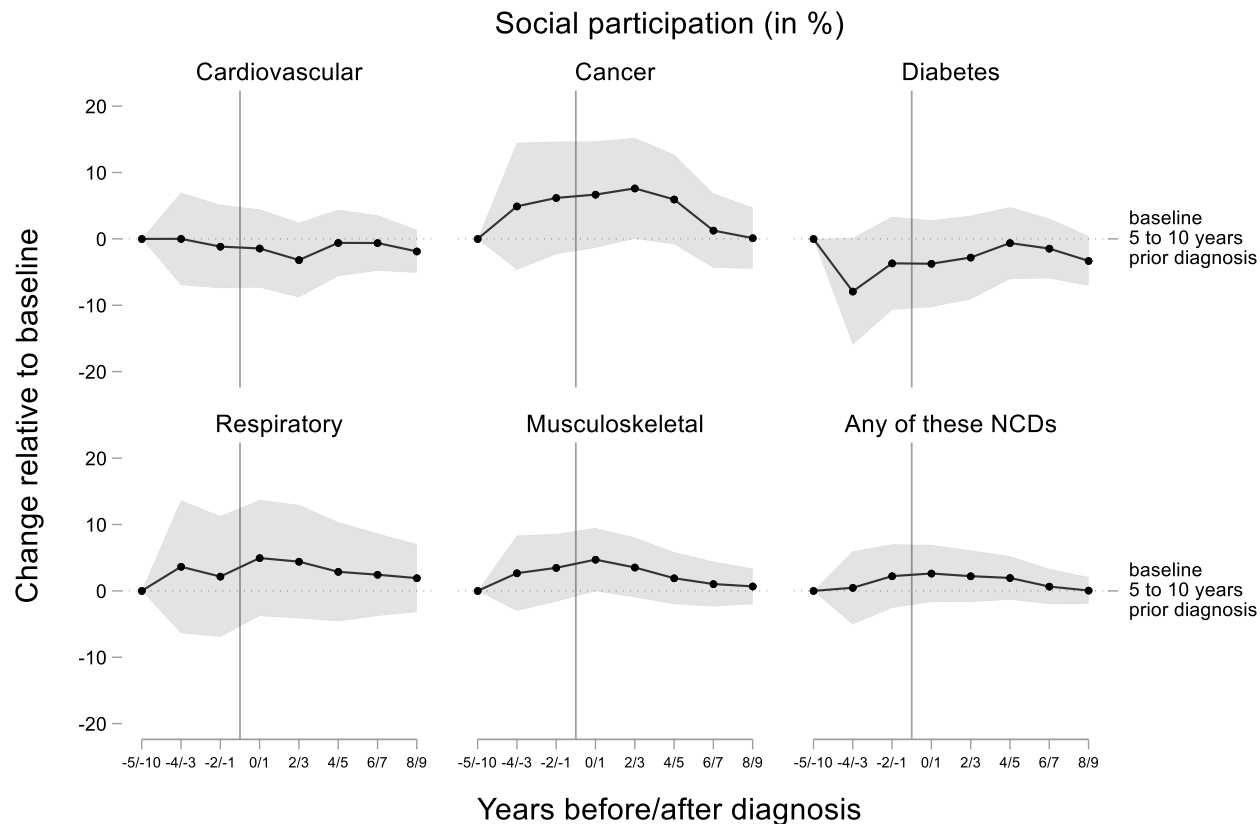 Social participation (in %)
Cardiovascular
Cancer
Diabetes
20
10
0
-10
-20
baseline
5 to 10 years
prior diagnosis
Change relative to baseline
Respiratory
Musculoskeletal
Any of these NCDs
20
10
0
-10
-20
baseline
5 to 10 years
prior diagnosis
-5/-10 -4/-3 -2/-1 0/1 2/3 4/5 6/7 8/9
-5/-10 -4/-3 -2/-1 0/1 2/3 4/5 6/7 8/9
-5/-10 -4/-3 -2/-1 0/1 2/3 4/5 6/7 8/9
Years before/after diagnosis